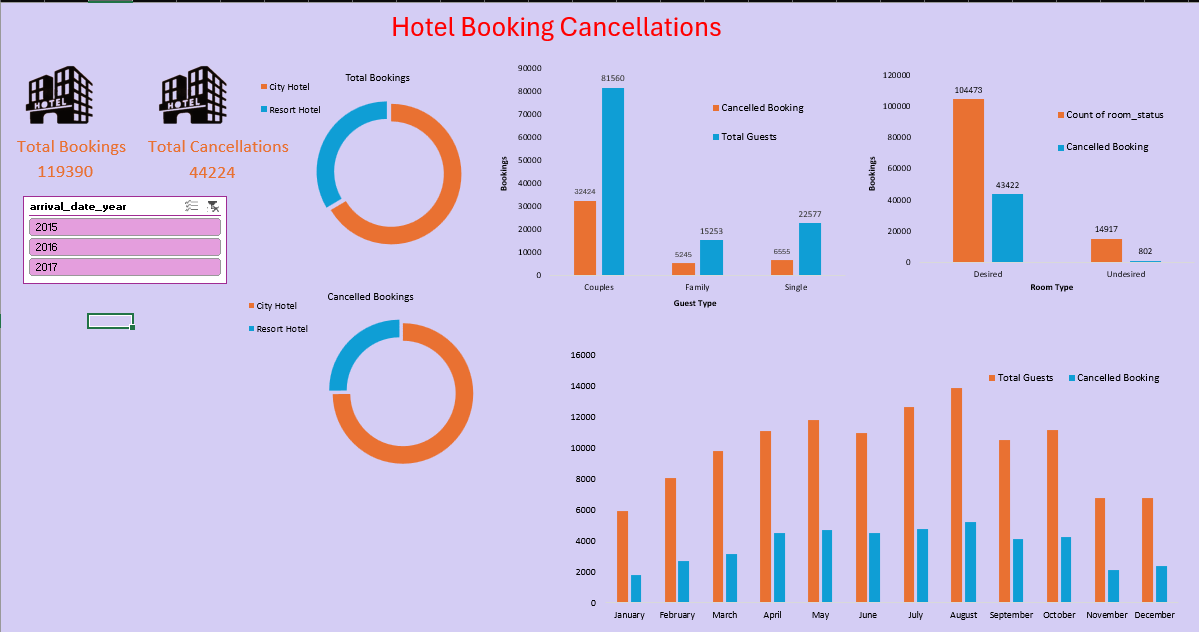 Hotel Booking Cancellations
HOTEL
HOTEL
Total Bookings
119390
Total Cancellations
44224
arrival_date_year
2015
2016
2017
Total Bookings
City Hotel
Resort Hotel
Cancelled Bookings
City Hotel
Resort Hotel
90000
80000
70000
60000
50000
40000
30000
20000
10000
0
Bookings
32424
81560
5245
15253
6555
22577
Cancelled Booking
Total Guests
Couples
Family
Single
Guest Type
120000
100000
80000
60000
40000
20000
0
Bookings
104473
43422
14917
802
Count of room_status
Cancelled Booking
Desired
Undesired
Room Type
16000
14000
12000
10000
8000
6000
4000
2000
0
Total Guests
Cancelled Booking
January
February
March
April
May
June
July
August
September
October
November
December